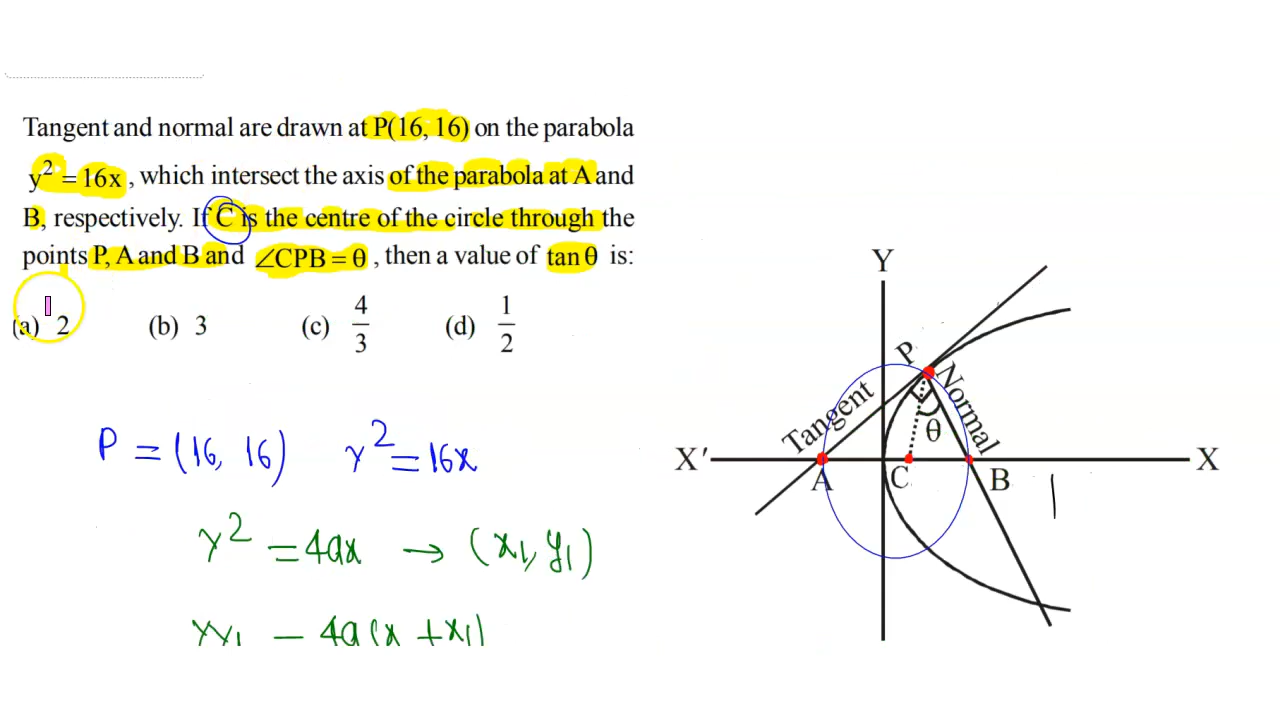 Tangent and normal are drawn at P(16, 16) on the parabola
y² = 16x , which intersect the axis of the parabola at A and
B, respectively. If C is the centre of the circle through the
points P, A and B and ∠CPB = θ , then a value of tan θ is:
(a) 2 (b) 3 (c) 4/3 (d) 1/2
P = (16, 16) y² = 16x
y² = 4ax → (x₁, y₁)
yy₁ = 4a(x + x₁)
Y
P
Tangent
Normal
θ
X′
X
A
C
B